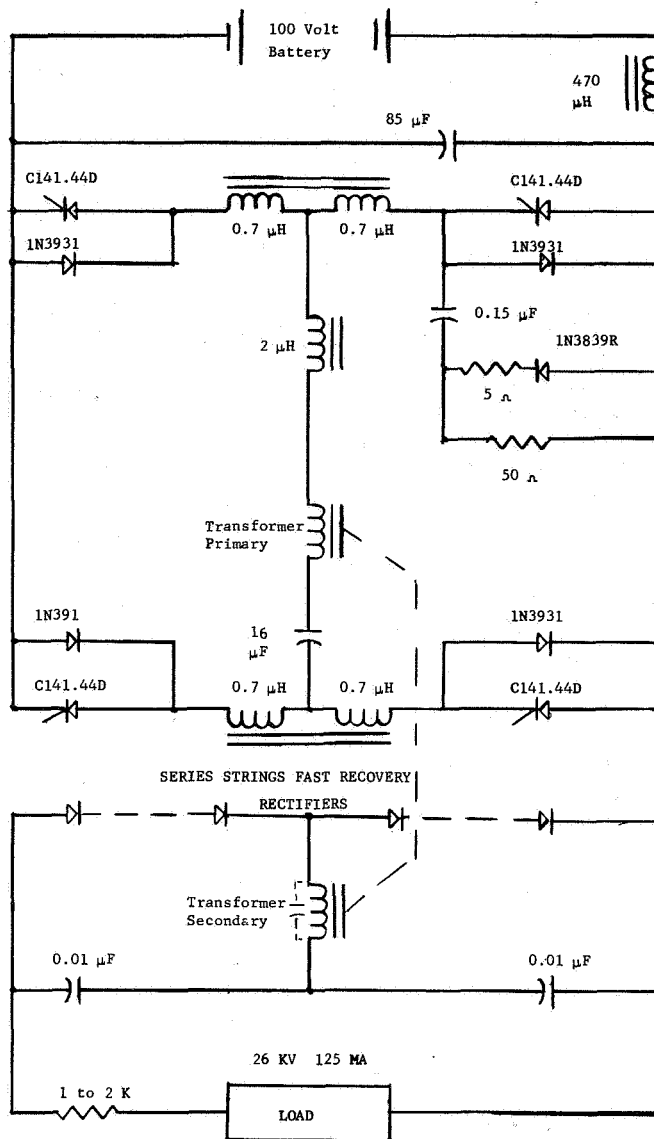 100 Volt
Battery
470
μH
85 μF
C141.44D
C141.44D
0.7 μH
0.7 μH
1N3931
1N3931
0.15 μF
2 μH
1N3839R
5 Ω
50 Ω
Transformer
Primary
1N391
16
μF
1N3931
C141.44D
0.7 μH
0.7 μH
C141.44D
SERIES STRINGS FAST RECOVERY
RECTIFIERS
Transformer
Secondary
0.01 μF
0.01 μF
26 KV 125 MA
1 to 2 K
LOAD